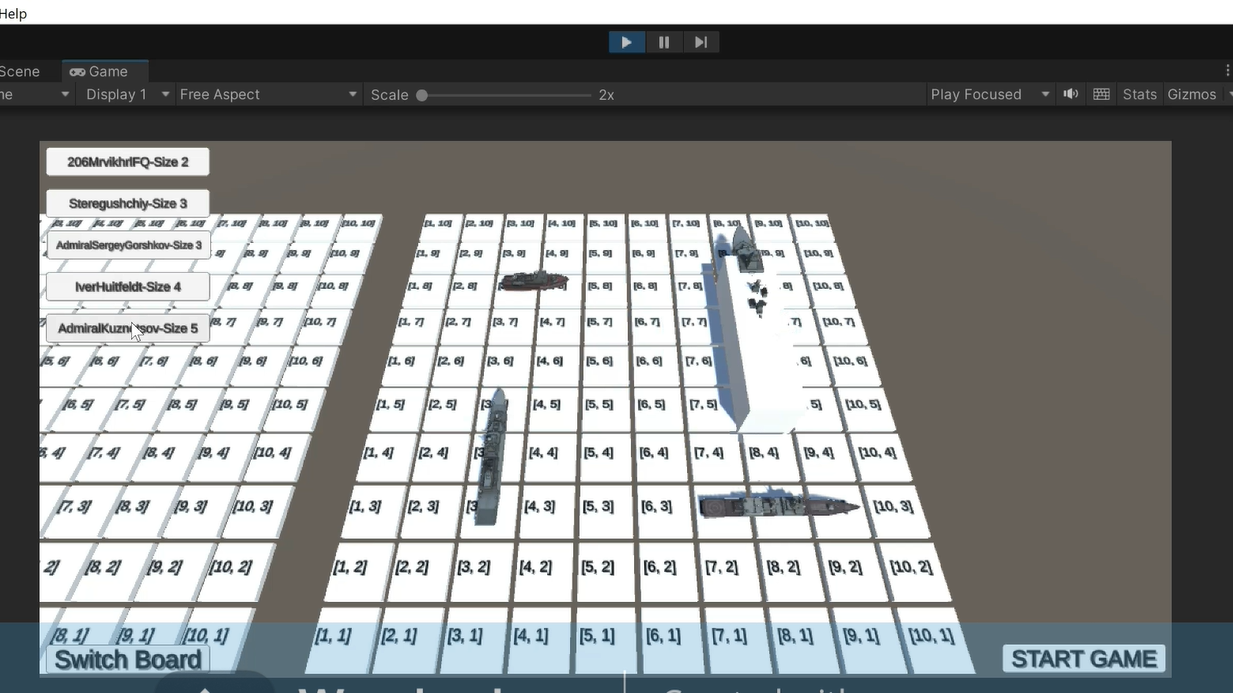 Help
Scene
Game
Display 1
Free Aspect
Scale
2x
Play Focused
Stats
Gizmos
206MrvikhrlFQ-Size 2
Steregushchiy-Size 3
AdmiralSergeyGorshkov-Size 3
IverHuitfeldt-Size 4
AdmiralKuznetsov-Size 5
[7, 10] [8, 10] [9, 10] [10, 10] [1, 10] [2, 10] [3, 10] [4, 10] [5, 10] [6, 10] [7, 10] [8, 10] [9, 10] [10, 10]
[8, 9] [9, 9] [10, 9] [1, 9] [2, 9] [3, 9] [4, 9] [5, 9] [6, 9] [7, 9] [10, 9]
[8, 8] [9, 8] [10, 8] [1, 8] [2, 8] [5, 8] [6, 8] [7, 8] 8] [10, 8]
[8, 7] [9, 7] [10, 7] [1, 7] [2, 7] [3, 7] [4, 7] [5, 7] [6, 7] [7, 7] 7] [10, 7]
[5, 6] [6, 6] [7, 6] [8, 6] [9, 6] [10, 6] [1, 6] [2, 6] [3, 6] [4, 6] [5, 6] [6, 6] [7, 6] 6] [10, 6]
[6, 5] [7, 5] [8, 5] [9, 5] [10, 5] [1, 5] [2, 5] [3 [4, 5] [5, 5] [6, 5] [7, 5] 5] [10, 5]
4] [7, 4] [8, 4] [9, 4] [10, 4] [1, 4] [2, 4] [3 [4, 4] [5, 4] [6, 4] [7, 4] [8, 4] [9, 4] [10, 4]
[7, 3] [8, 3] [9, 3] [10, 3] [1, 3] [2, 3] [3 [4, 3] [5, 3] [6, 3] [10, 3]
2] [8, 2] [9, 2] [10, 2] [1, 2] [2, 2] [3, 2] [4, 2] [5, 2] [6, 2] [7, 2] [8, 2] [9, 2] [10, 2]
[8, 1] [9, 1] [10, 1] [1, 1] [2, 1] [3, 1] [4, 1] [5, 1] [6, 1] [7, 1] [8, 1] [9, 1] [10, 1]
Switch Board
START GAME